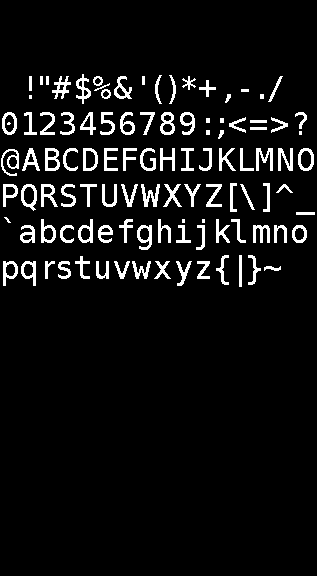 !"#$%&'()*+,-./
0123456789:;<=>?
@ABCDEFGHIJKLMNO
PQRSTUVWXYZ[\]^_
`abcdefghijklmno
pqrstuvwxyz{|}~